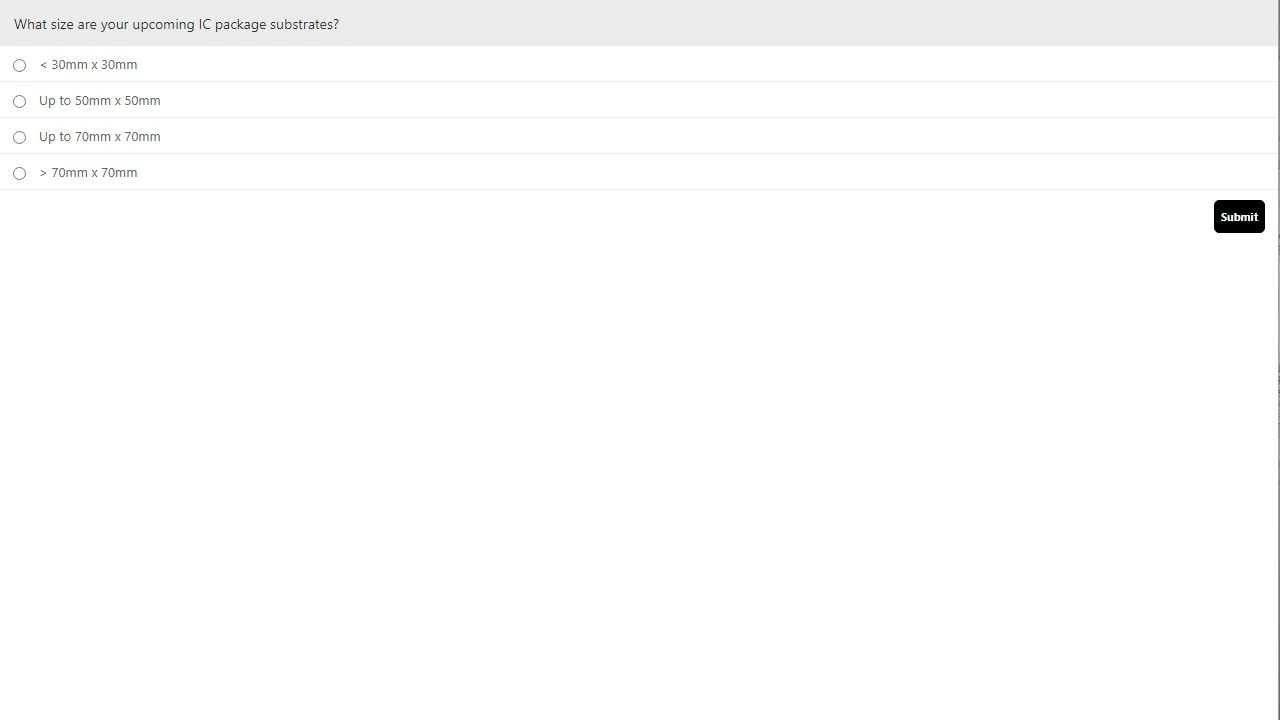 What size are your upcoming IC package substrates?
< 30mm x 30mm
Up to 50mm x 50mm
Up to 70mm x 70mm
> 70mm x 70mm
Submit